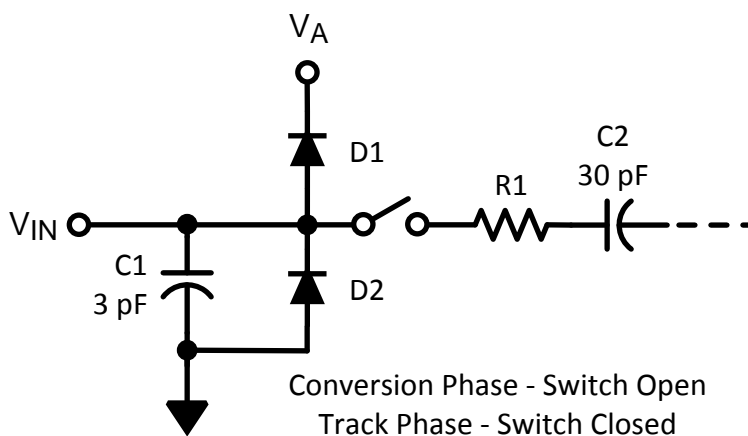 VA
D1
C2
30 pF
R1
VIN
C1
3 pF
D2
Conversion Phase - Switch Open
Track Phase - Switch Closed